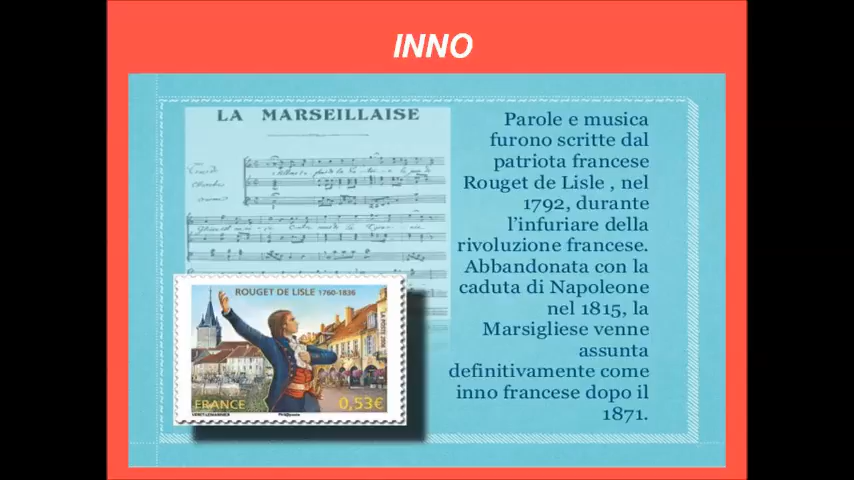 INNO
LA MARSEILLAISE
Parole e musica
furono scritte dal
patriota francese
Rouget de Lisle , nel
1792, durante
l'infuriare della
rivoluzione francese.
Abbandonata con la
caduta di Napoleone
nel 1815, la
Marsigliese venne
assunta
definitivamente come
inno francese dopo il
1871.
ROUGET DE LISLE 1760-1836
FRANCE
0,53€